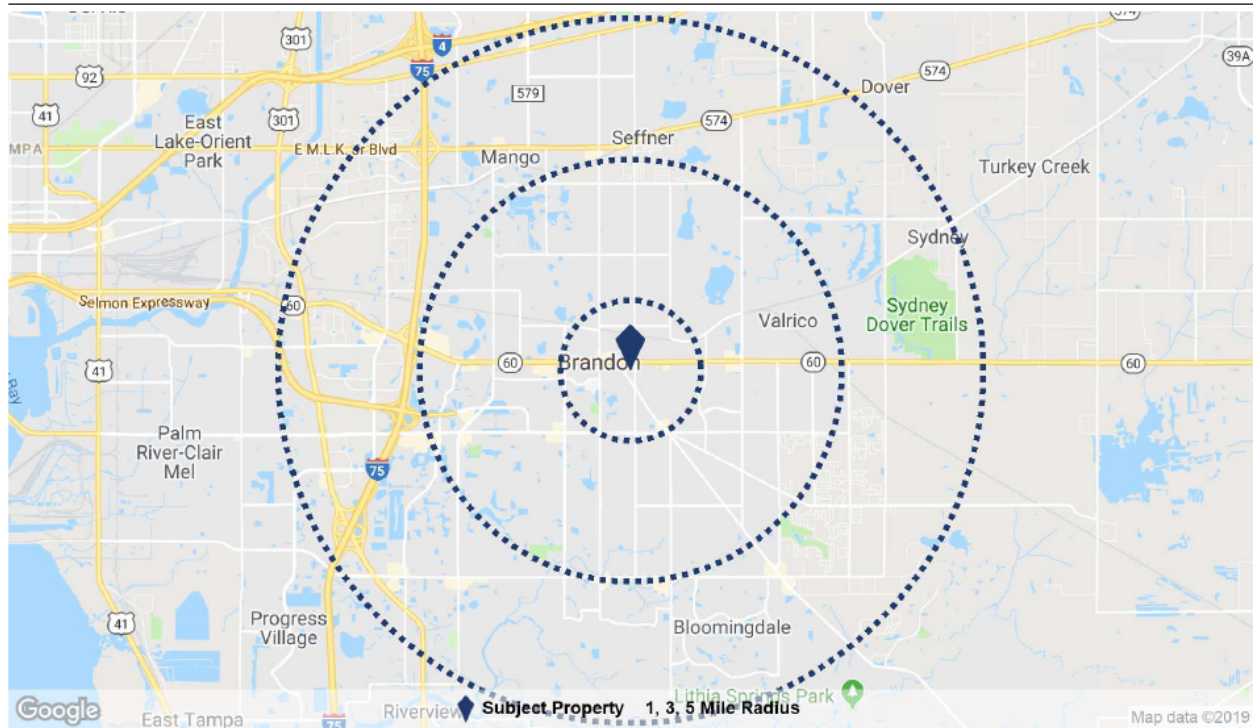 574
301
4
39A
75
92
574
579
Dover
41
East
Lake-Orient
Park
301
574
Seffner
MPA
E M.L.K. Jr Blvd
Mango
Turkey Creek
Sydney
Selmon Expressway
60
Valrico
Sydney
Dover Trails
Brandon
60
60
60
41
Bay
Palm
River-Clair
Mel
75
Progress
Village
41
Bloomingdale
Lithia Springs Park
Google
East Tampa
75
Riverview
Subject Property 1, 3, 5 Mile Radius
Map data ©2019